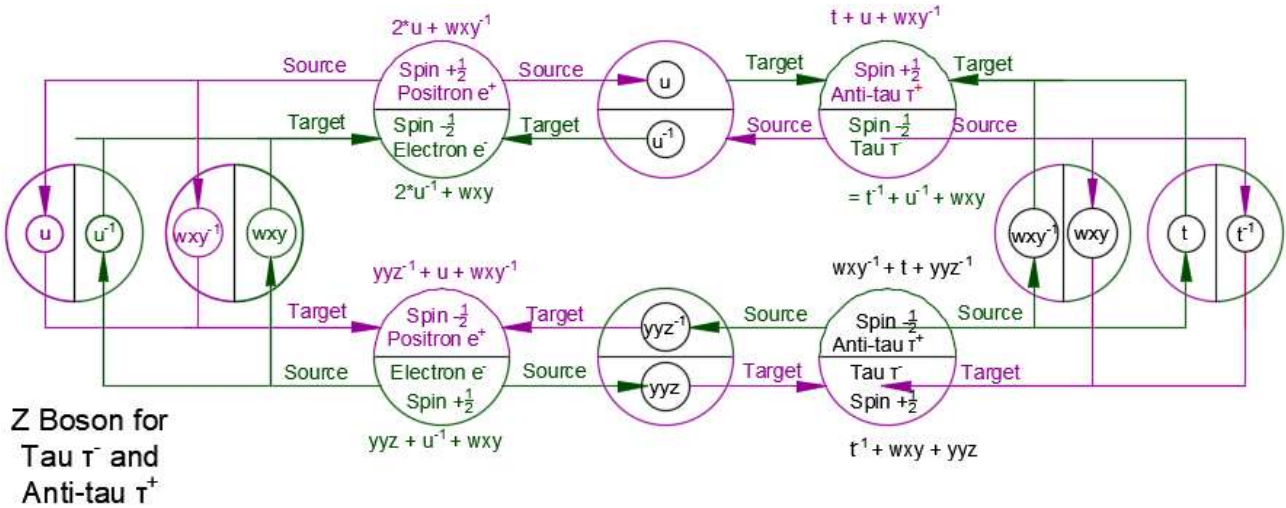 2*u + wxy⁻¹
t + u + wxy⁻¹
Source
Spin +½
Positron e⁺
Source
u
Target
Spin +½
Anti-tau τ⁺
Target
Target
Spin -½
Electron e⁻
Target
u⁻¹
Source
Spin -½
Tau τ⁻
Source
2*u⁻¹ + wxy
= t⁻¹ + u⁻¹ + wxy
u
u⁻¹
wxy⁻¹
wxy
wxy⁻¹
wxy
t
t⁻¹
yyz⁻¹ + u + wxy⁻¹
wxy⁻¹ + t + yyz⁻¹
Target
Spin -½
Positron e⁺
Target
yyz⁻¹
Source
Spin -½
Anti-tau τ⁺
Source
Source
Electron e⁻
Spin +½
Source
yyz
Target
Tau τ⁻
Spin +½
Target
yyz + u⁻¹ + wxy
t⁻¹ + wxy + yyz
Z Boson for
Tau τ⁻ and
Anti-tau τ⁺